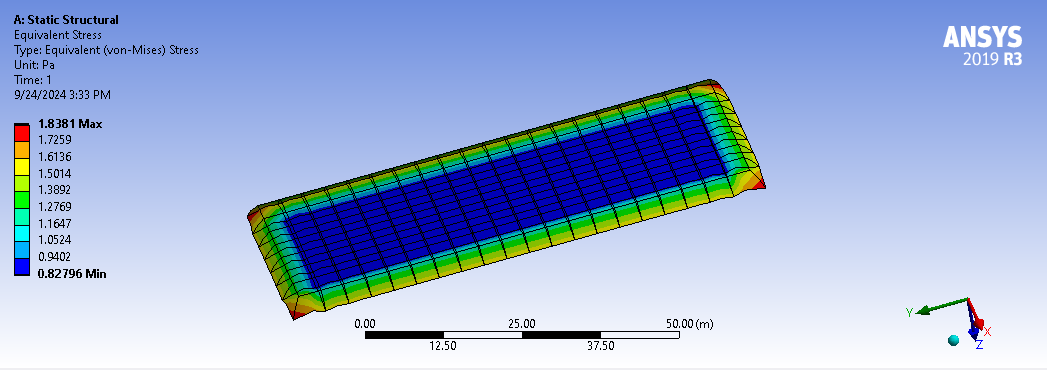 A: Static Structural
Equivalent Stress
Type: Equivalent (von-Mises) Stress
Unit: Pa
Time: 1
9/24/2024 3:33 PM
1.8381 Max
1.7259
1.6136
1.5014
1.3892
1.2769
1.1647
1.0524
0.9402
0.82796 Min
ANSYS
2019 R3
0.00 25.00 50.00 (m)
12.50 37.50
Y
X
Z